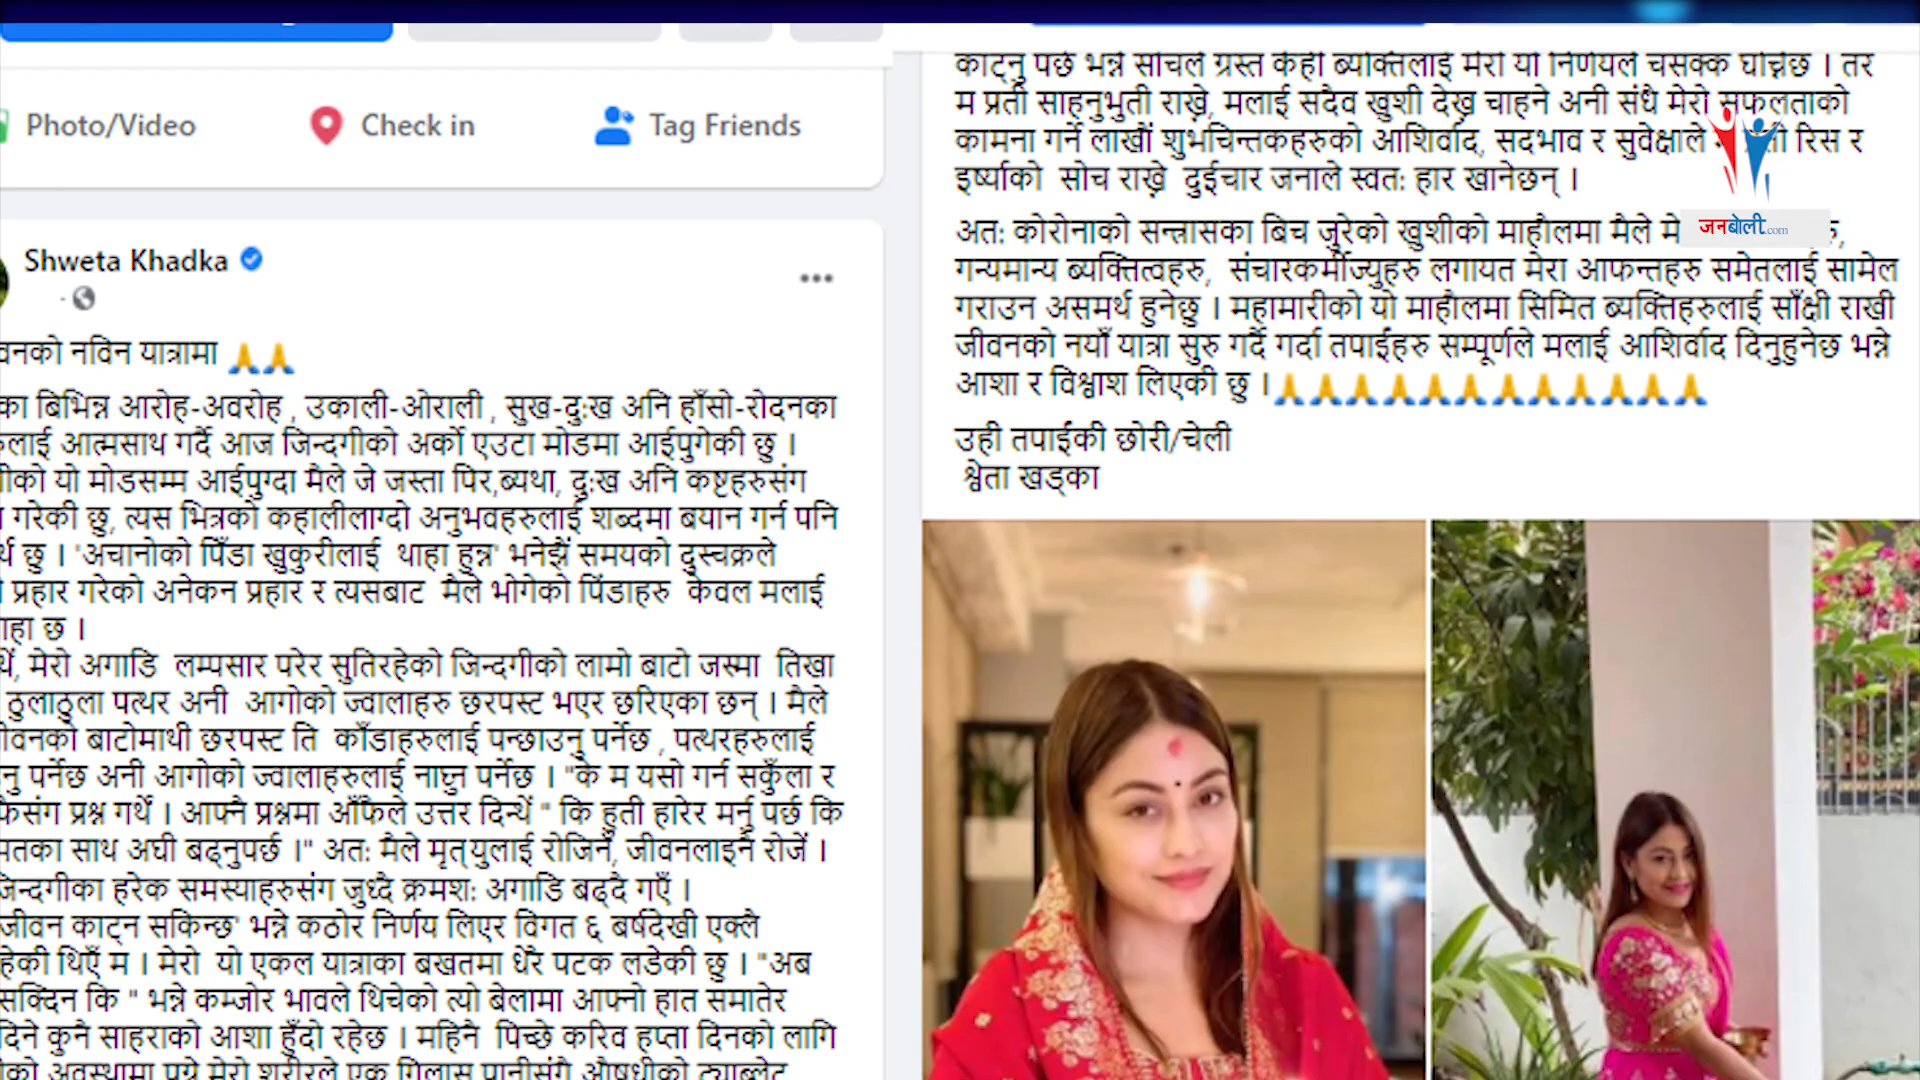 Photo/Video
Check in
Tag Friends
Shweta Khadka
नविन यात्रामा 🙏🙏
बिभिन्न आरोह-अवरोह , उकाली-ओराली , सुख-दुःख अनि हाँसो-रोदनका
आत्मसाथ गर्दै आज जिन्दगीको अर्को एउटा मोडमा आईपुगेकी छु ।
यो मोडसम्म आईपुग्दा मैले जे जस्ता पिर,ब्यथा, दुःख अनि कष्टहरुसंग
गरेकी छु, त्यस भित्रको कहालीलाग्दो अनुभवहरुलाई शब्दमा बयान गर्न पनि
छु । 'अचानोको पिँडा खुकुरीलाई थाहा हुन्न' भनेझैं समयको दुस्चक्रले
प्रहार गरेको अनेकन प्रहार र त्यसबाट मैले भोगेको पिंडाहरु केवल मलाई
छ ।
मेरो अगाडि लम्पसार परेर सुतिरहेको जिन्दगीको लामो बाटो जस्मा तिखा
ठुलाठुला पत्थर अनी आगोको ज्वालाहरु छरपस्ट भएर छरिएका छन् । मैले
बाटोमाथी छरपस्ट ति काँडाहरुलाई पन्छाउनु पर्नेछ , पत्थरहरुलाई
पर्नेछ अनी आगोको ज्वालाहरुलाई नाघ्नु पर्नेछ । "के म यसो गर्न सकुँला र
प्रश्न गर्थें । आफ्नै प्रश्नमा आँफैले उत्तर दिन्थें " कि हुती हारेर मर्नु पर्छ कि
साथ अघी बढ्नुपर्छ ।" अतः मैले मृत्युलाई रोजिनँ, जीवनलाइनै रोजें ।
जिन्दगीका हरेक समस्याहरुसंग जुध्दै क्रमशः अगाडि बढ्दै गएँ ।
जीवन काट्न सकिन्छ' भन्ने कठोर निर्णय लिएर विगत ६ बर्षदेखी एक्लै
थिएँ म । मेरो यो एकल यात्राका बखतमा धेरै पटक लडेकी छु । "अब
सक्दिन कि " भन्ने कम्जोर भावले थिचेको त्यो बेलामा आफ्नो हात समातेर
दिने कुनै साहराको आशा हुँदो रहेछ । महिनै पिच्छे करिव हप्ता दिनको लागि
अवस्थामा पुग्ने मेरो शरीरले एक गिलास पानीसंगै औषधीको ट्याब्लेट
काट्नु पर्छ भन्ने सोचले ग्रस्त केही ब्यक्तिलाई मेरो यो निर्णयले चसक्क घोच्नेछ । तर
म प्रती साहनुभुती राख्ने, मलाई सदैव खुशी देख्न चाहने अनी संधै मेरो सफलताको
कामना गर्ने लाखौं शुभचिन्तकहरुको आशिर्वाद, सदभाव र सुवेक्षाले रिस र
इर्ष्याको सोच राख्ने दुईचार जनाले स्वतः हार खानेछन् ।
अतः कोरोनाको सन्त्रासका बिच जुरेको खुशीको माहौलमा मैले
गन्यमान्य ब्यक्तित्वहरु, संचारकर्मीज्युहरु लगायत मेरा आफन्तहरु समेतलाई सामेल
गराउन असमर्थ हुनेछु । महामारीको यो माहौलमा सिमित ब्यक्तिहरुलाई साँक्षी राखी
जीवनको नयाँ यात्रा सुरु गर्दै गर्दा तपाईहरु सम्पूर्णले मलाई आशिर्वाद दिनुहुनेछ भन्ने
आशा र विश्वाश लिएकी छु ।🙏🙏🙏🙏🙏🙏🙏🙏🙏🙏🙏🙏
उही तपाईकी छोरी/चेली
श्वेता खड्का
जनबोली.com